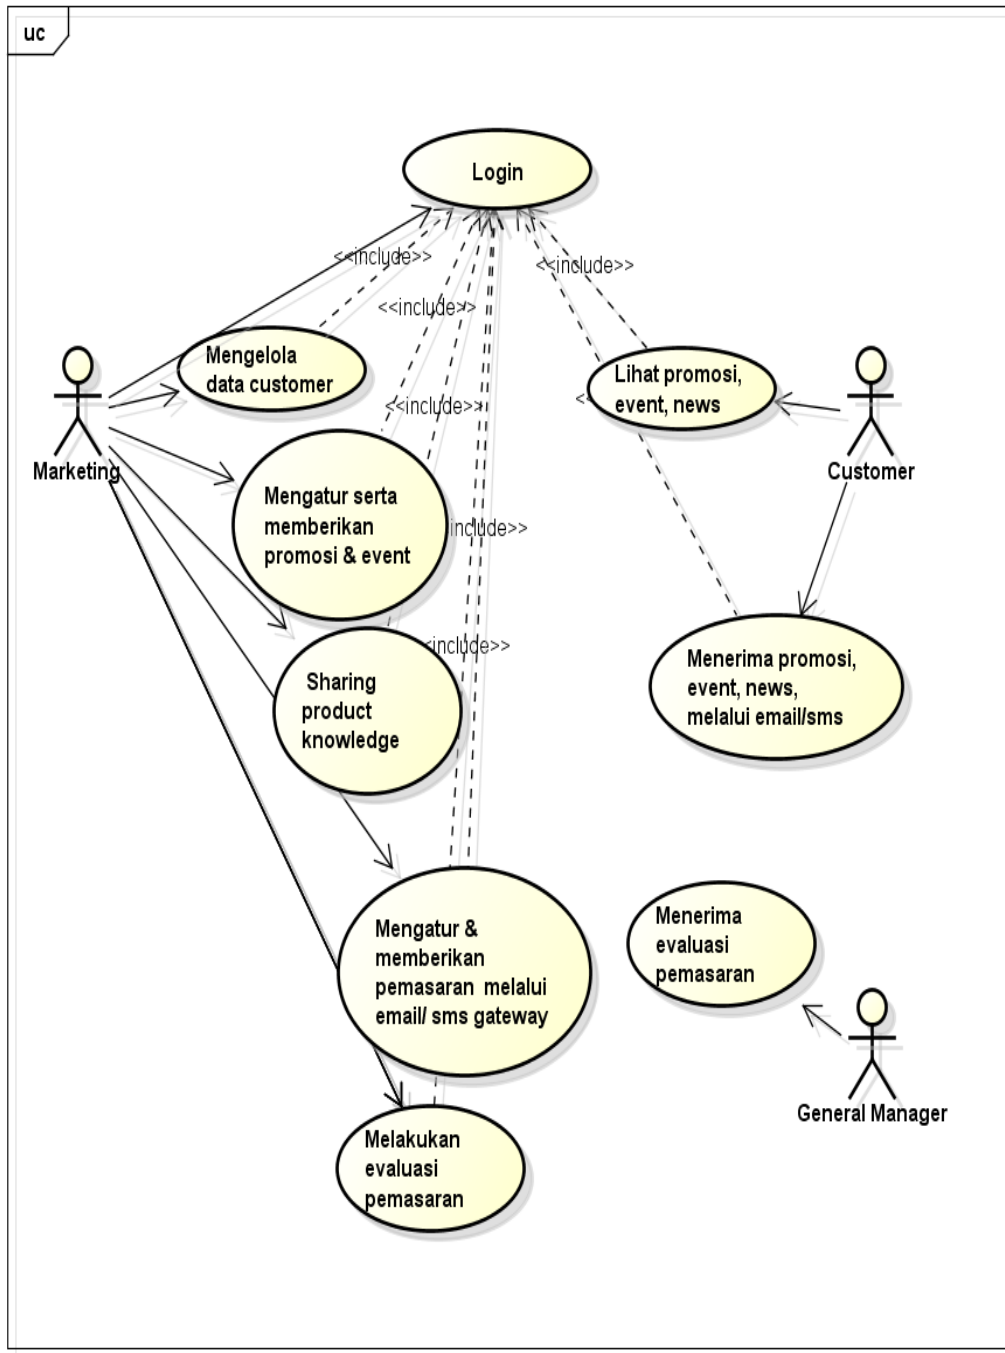 uc
Login
<<include>>
<<include>>
<<include>>
Mengelola
data customer
Lihat promosi,
event, news
Marketing
Customer
<<include>>
Mengatur serta
memberikan
promosi & event
include>>
<include>>
Sharing
product
knowledge
Menerima promosi,
event, news,
melalui email/sms
Mengatur &
memberikan
pemasaran melalui
email/ sms gateway
Menerima
evaluasi
pemasaran
General Manager
Melakukan
evaluasi
pemasaran